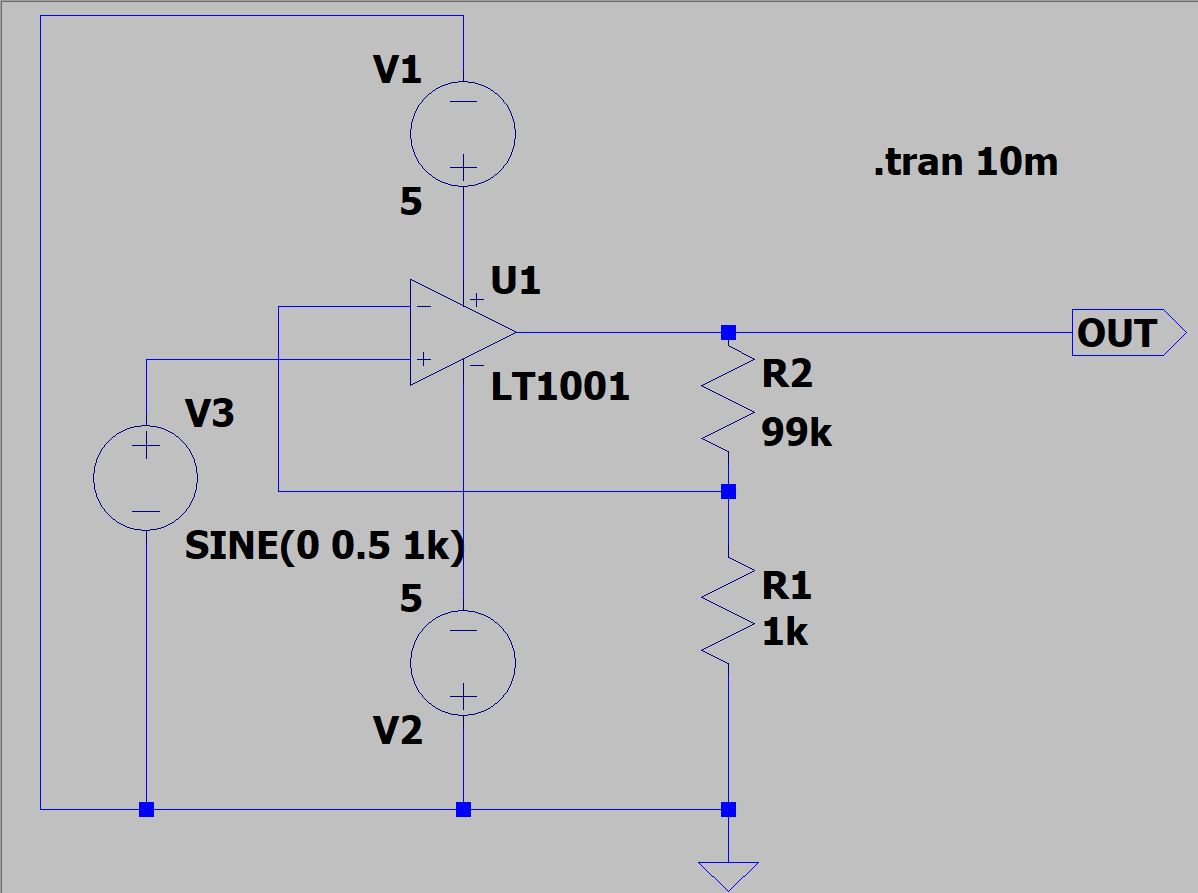 V1
5
.tran 10m
U1
LT1001
OUT
R2
99k
V3
SINE(0 0.5 1k)
5
V2
R1
1k